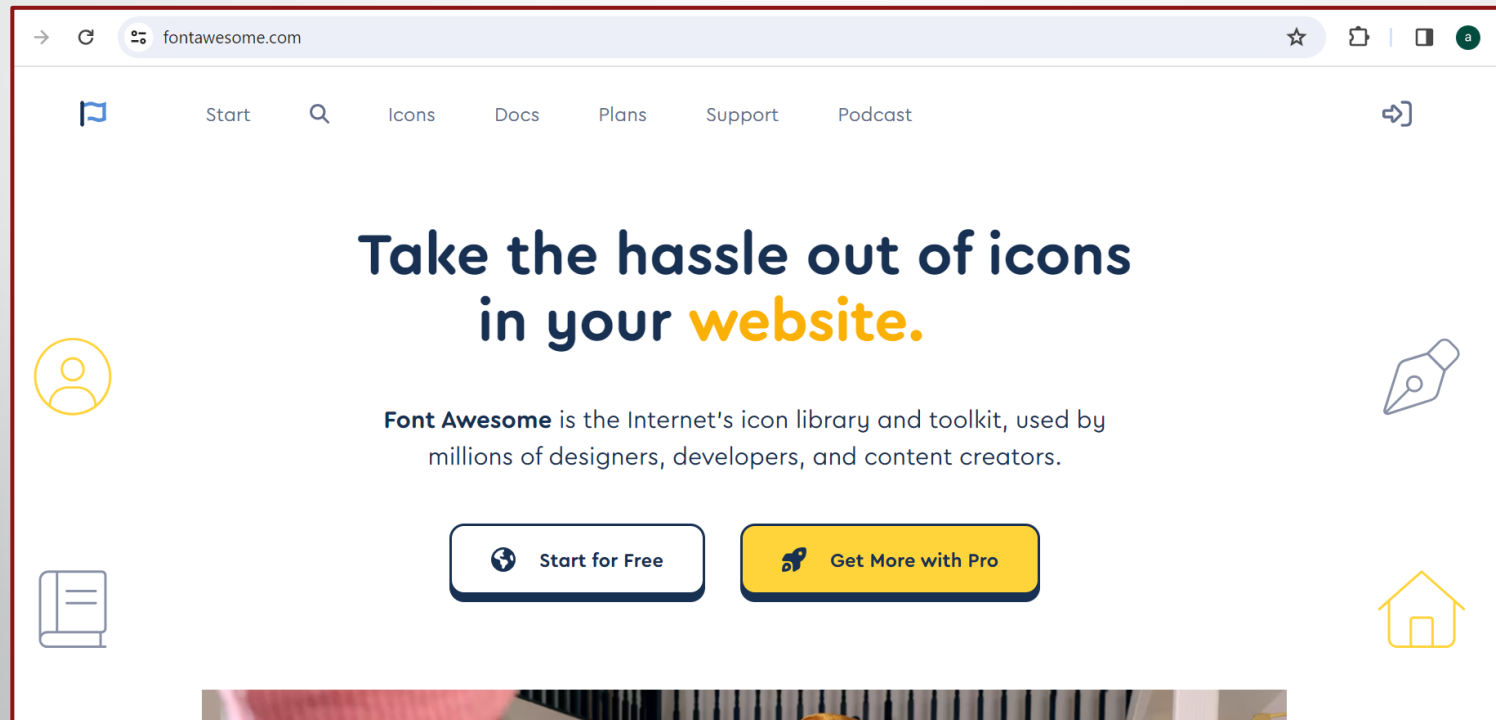 fontawesome.com
a
Start Icons Docs Plans Support Podcast
Take the hassle out of icons
in your website.
Font Awesome is the Internet's icon library and toolkit, used by
millions of designers, developers, and content creators.
Start for Free Get More with Pro